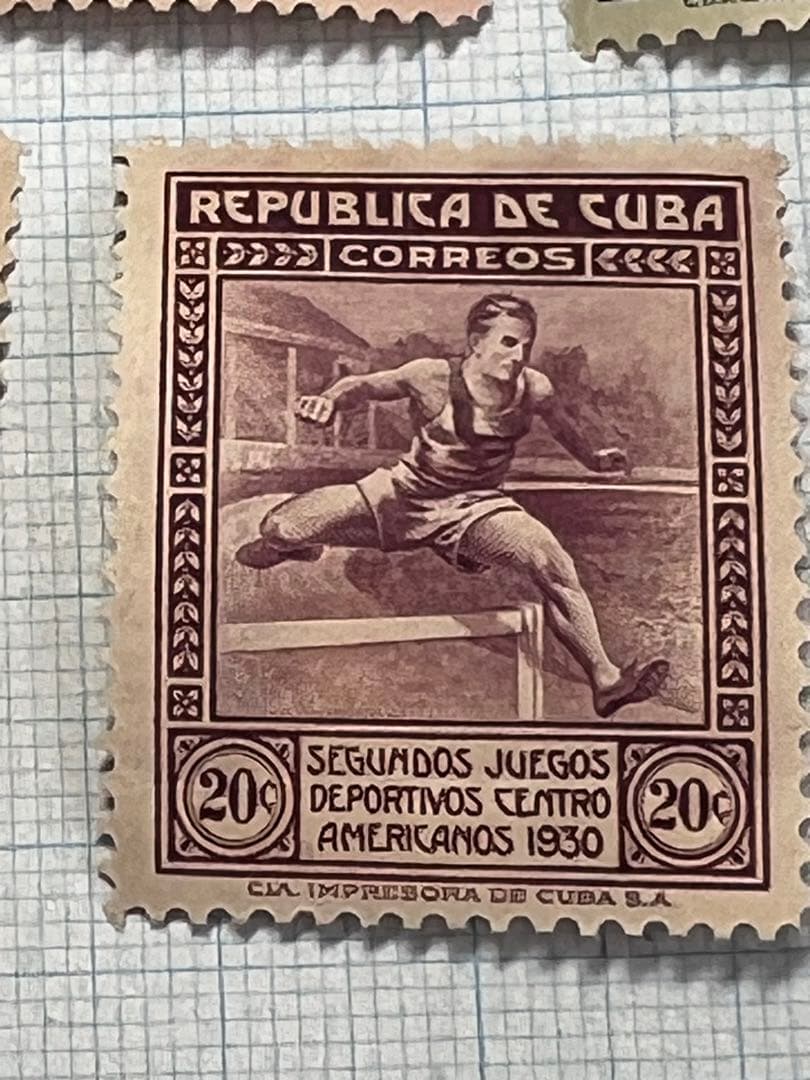 REPUBLICA DE CUBA
CORREOS
20¢
SEGUNDOS JUEGOS
DEPORTIVOS CENTRO
AMERICANOS 1930
20¢
CIA. IMPRESORA DE CUBA S.A